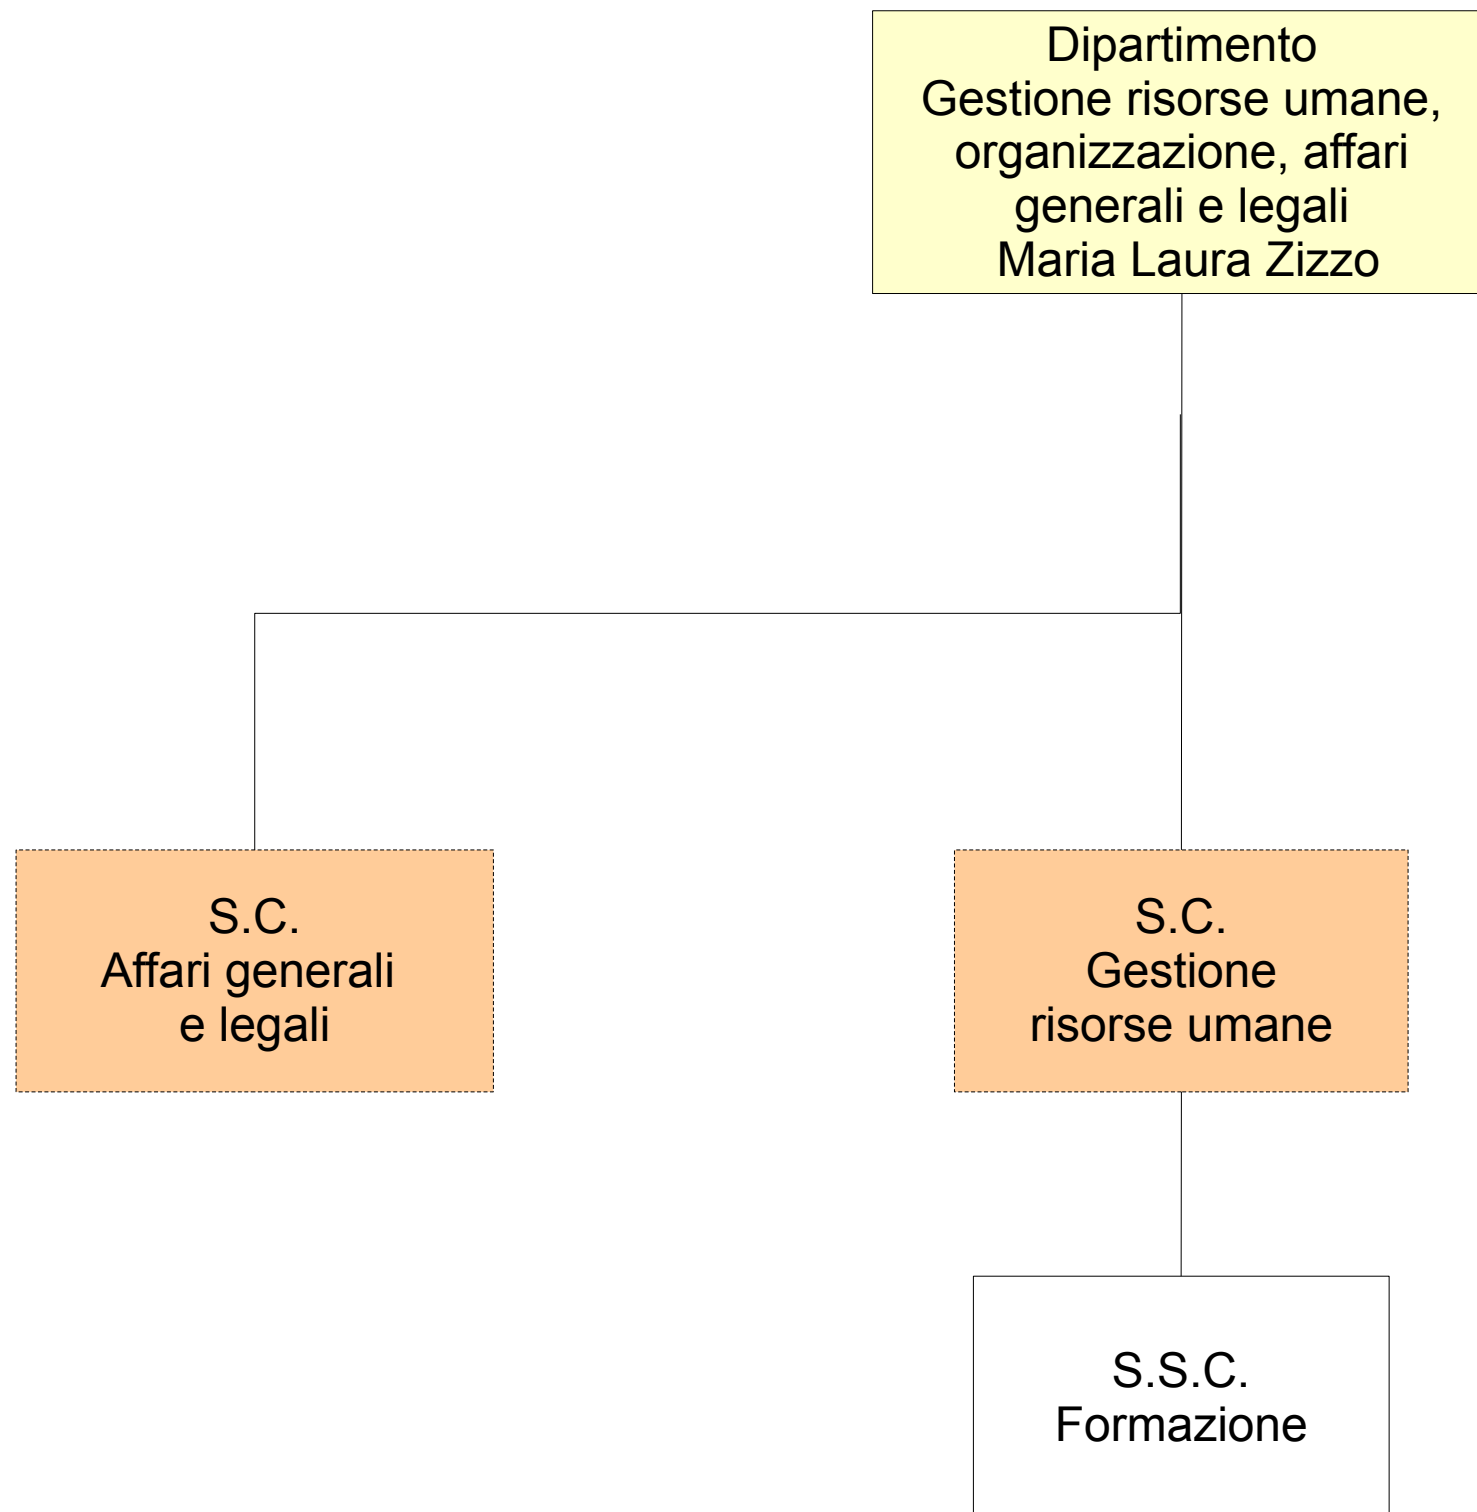 Dipartimento
Gestione risorse umane,
organizzazione, affari
generali e legali
Maria Laura Zizzo
S.C.
Affari generali
e legali
S.C.
Gestione
risorse umane
S.S.C.
Formazione